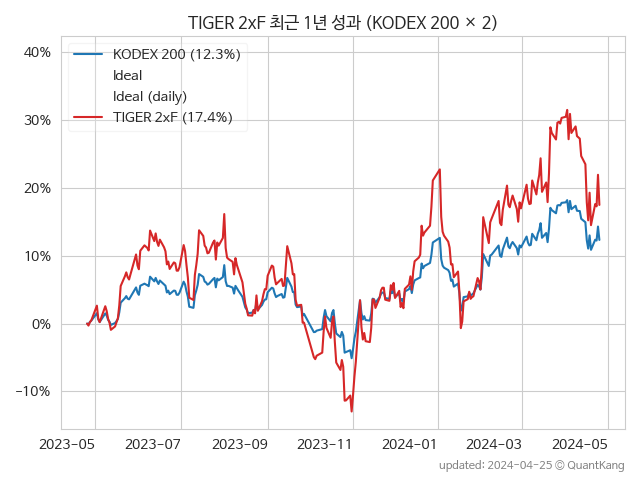 TIGER 2xF 최근 1년 성과 (KODEX 200 × 2)
KODEX 200 (12.3%)
Ideal
Ideal (daily)
TIGER 2xF (17.4%)
40%
30%
20%
10%
0%
−10%
2023-05 2023-07 2023-09 2023-11 2024-01 2024-03 2024-05
updated: 2024-04-25 © QuantKang